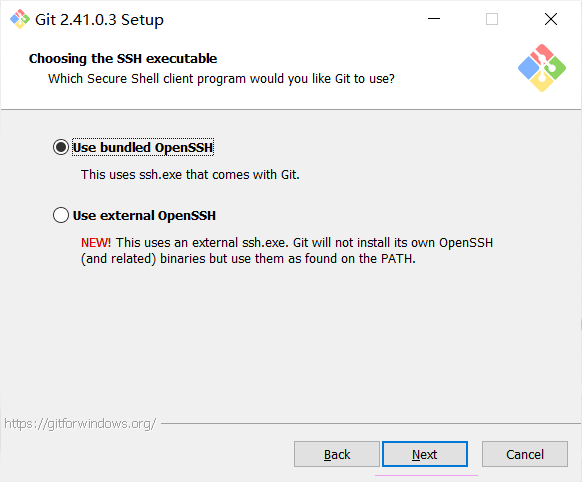 Git 2.41.0.3 Setup
Choosing the SSH executable
Which Secure Shell client program would you like Git to use?
Use bundled OpenSSH
This uses ssh.exe that comes with Git.
Use external OpenSSH
NEW! This uses an external ssh.exe. Git will not install its own OpenSSH
(and related) binaries but use them as found on the PATH.
https://gitforwindows.org/
Back Next Cancel